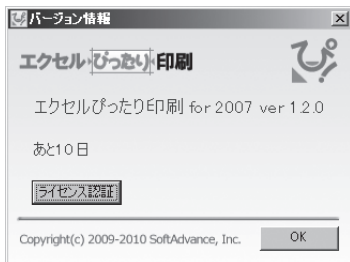 バージョン情報
エクセルぴったり印刷
エクセルぴったり印刷 for 2007 ver 1.2.0
あと10日
ライセンス認証
Copyright(c) 2009-2010 SoftAdvance, Inc.
OK